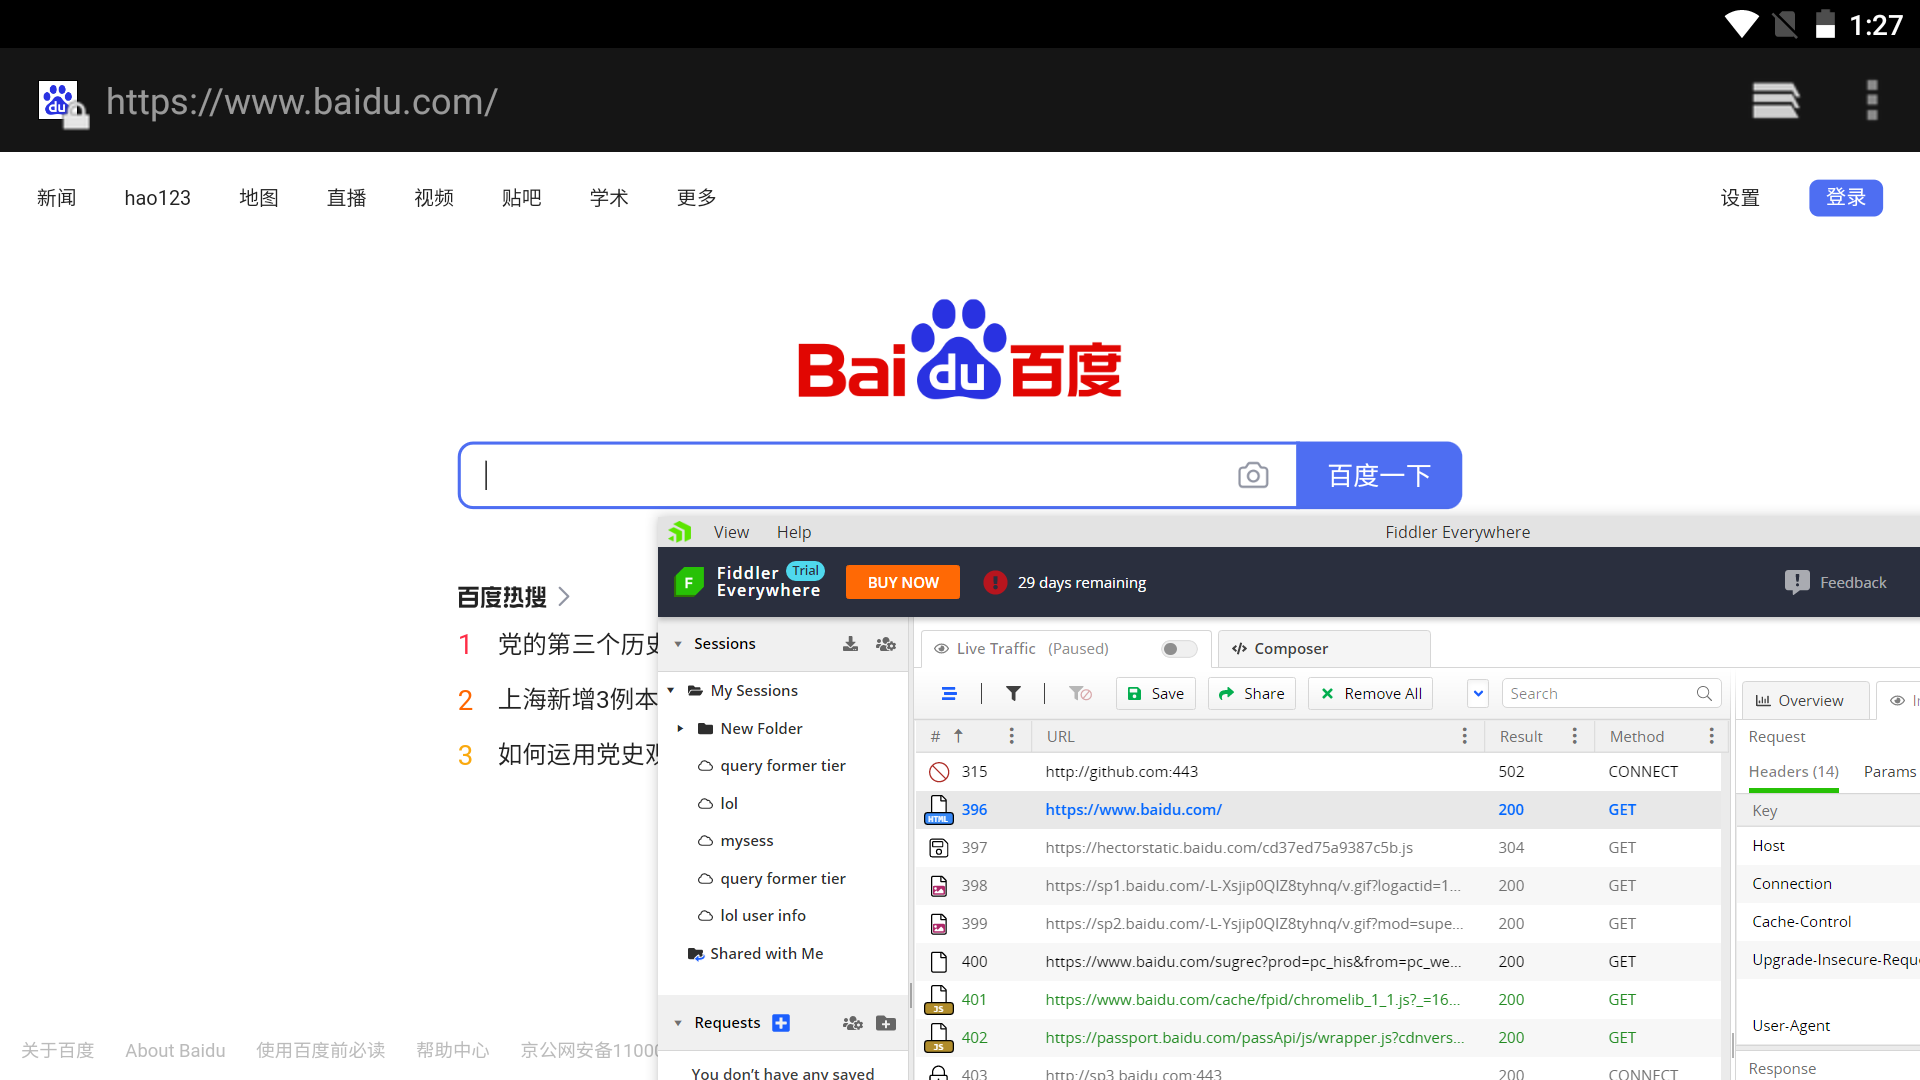 1:27
https://www.baidu.com/
新闻 hao123 地图 直播 视频 贴吧 学术 更多 设置 登录
Bai du 百度
百度一下
View Help Fiddler Everywhere
Fiddler Everywhere Trial BUY NOW 29 days remaining Feedback
百度热搜
1 党的第三个历史
2 上海新增3例本
3 如何运用党史观
Sessions
My Sessions
New Folder
query former tier
lol
mysess
query former tier
lol user info
Shared with Me
Requests
You don't have any saved
Live Traffic (Paused) Composer
Save Share Remove All Search
# URL Result Method
315 http://github.com:443 502 CONNECT
396 https://www.baidu.com/ 200 GET
397 https://hectorstatic.baidu.com/cd37ed75a9387c5b.js 304 GET
398 https://sp1.baidu.com/-L-Xsjip0QIZ8tyhnq/v.gif?logactid=1... 200 GET
399 https://sp2.baidu.com/-L-Ysjip0QIZ8tyhnq/v.gif?mod=supe... 200 GET
400 https://www.baidu.com/sugrec?prod=pc_his&from=pc_we... 200 GET
401 https://www.baidu.com/cache/fpid/chromelib_1_1.js?_=16... 200 GET
402 https://passport.baidu.com/passApi/js/wrapper.js?cdnvers... 200 GET
403 http://sp3.baidu.com:443 200 CONNECT
Overview
Request
Headers (14) Params
Key
Host
Connection
Cache-Control
Upgrade-Insecure-Requ
User-Agent
Response
关于百度 About Baidu 使用百度前必读 帮助中心 京公网安备11000